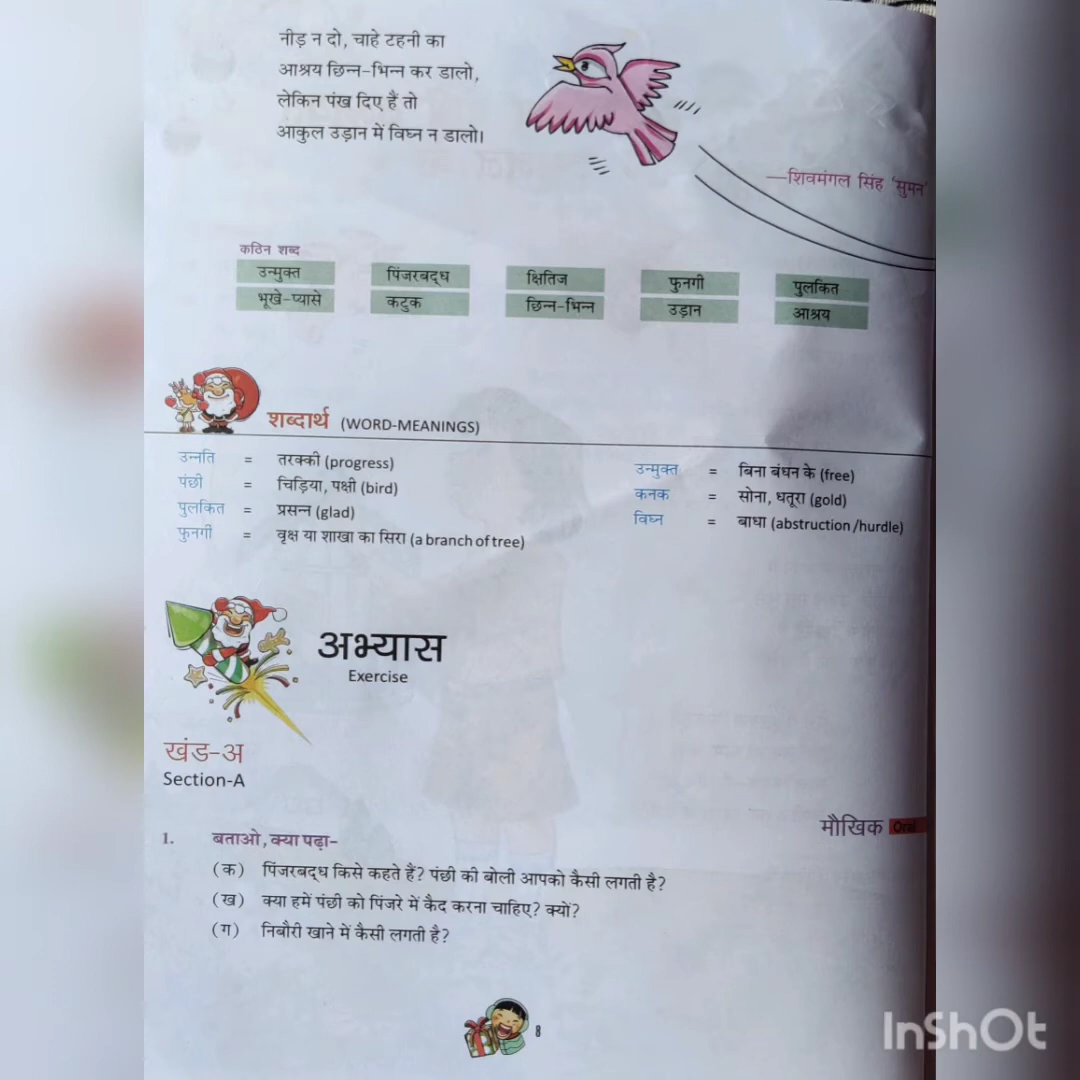 नीड़ न दो, चाहे टहनी का
आश्रय छिन्न-भिन्न कर डालो,
लेकिन पंख दिए हैं तो
आकुल उड़ान में विघ्न न डालो।
—शिवमंगल सिंह 'सुमन'
कठिन शब्द
उन्मुक्त पिंजरबद्ध क्षितिज फुनगी पुलकित
भूखे-प्यासे कटुक छिन्न-भिन्न उड़ान आश्रय
शब्दार्थ (WORD-MEANINGS)
उन्नति = तरक्की (progress)
पंछी = चिड़िया, पक्षी (bird)
पुलकित = प्रसन्न (glad)
फुनगी = वृक्ष या शाखा का सिरा (a branch of tree)
उन्मुक्त = बिना बंधन के (free)
कनक = सोना, धतूरा (gold)
विघ्न = बाधा (abstruction/hurdle)
अभ्यास
Exercise
खंड-अ
Section-A
मौखिक Oral
1. बताओ, क्या पढ़ा-
(क) पिंजरबद्ध किसे कहते हैं? पंछी की बोली आपको कैसी लगती है?
(ख) क्या हमें पंछी को पिंजरे में कैद करना चाहिए? क्यों?
(ग) निबौरी खाने में कैसी लगती है?
8
InShOt